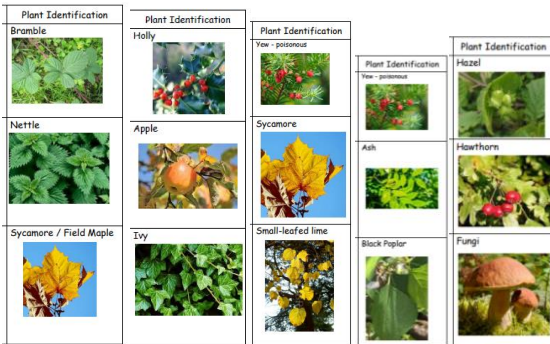 Plant Identification
Bramble
Nettle
Sycamore / Field Maple
Plant Identification
Holly
Apple
Ivy
Plant Identification
Yew - poisonous
Sycamore
Small-leafed lime
Plant Identification
Yew - poisonous
Ash
Black Poplar
Plant Identification
Hazel
Hawthorn
Fungi